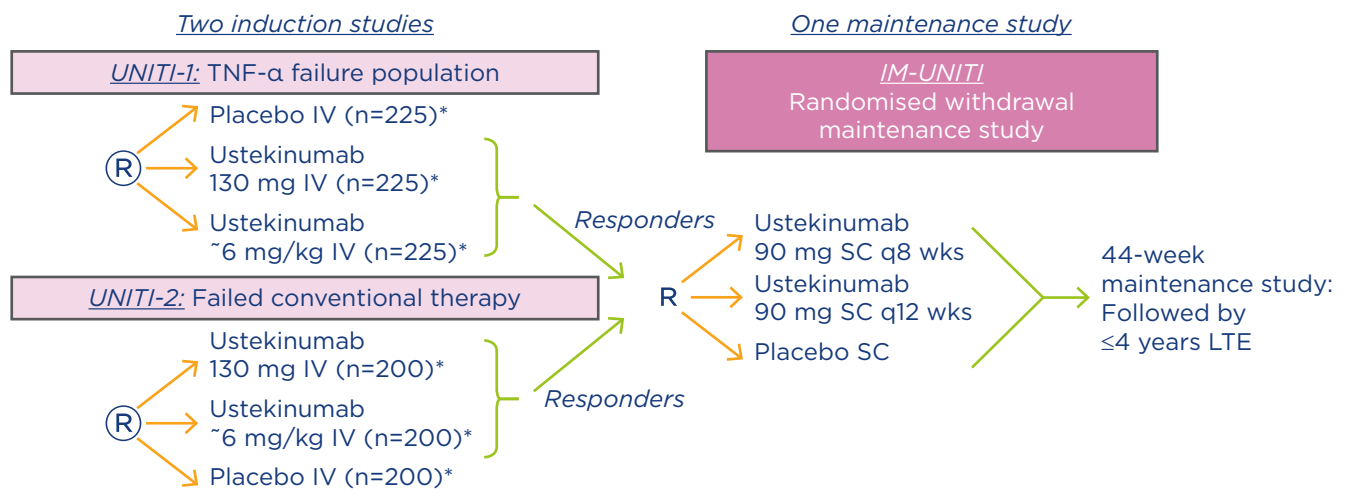 Two induction studies
UNITI-1: TNF-α failure population
Placebo IV (n=225)*
R
Ustekinumab
130 mg IV (n=225)*
Ustekinumab
~6 mg/kg IV (n=225)*
Responders
UNITI-2: Failed conventional therapy
Ustekinumab
130 mg IV (n=200)*
R
Ustekinumab
~6 mg/kg IV (n=200)*
Placebo IV (n=200)*
Responders
One maintenance study
IM-UNITI
Randomised withdrawal
maintenance study
R
Ustekinumab
90 mg SC q8 wks
Ustekinumab
90 mg SC q12 wks
Placebo SC
44-week
maintenance study:
Followed by
≤4 years LTE